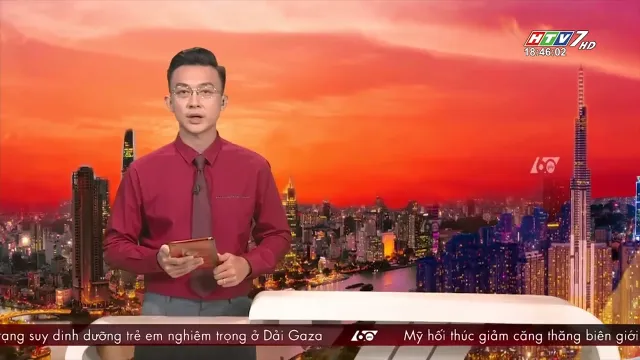 HTV7 HD
18:46:02
60
rạng suy dinh dưỡng trẻ em nghiêm trọng ở Dải Gaza 60 Mỹ hối thúc giảm căng thẳng biên giới